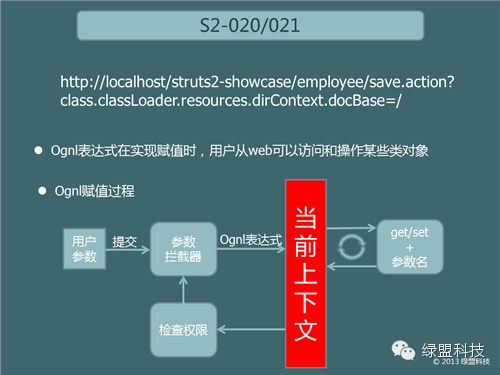 S2-020/021
http://localhost/struts2-showcase/employee/save.action?
class.classLoader.resources.dirContext.docBase=/
Ognl表达式在实现赋值时，用户从web可以访问和操作某些类对象
Ognl赋值过程
用户
参数
提交
参数
拦截器
Ognl表达式
当
前
上
下
文
get/set
+
参数名
检查权限
绿盟科技
© 2013 绿盟科技